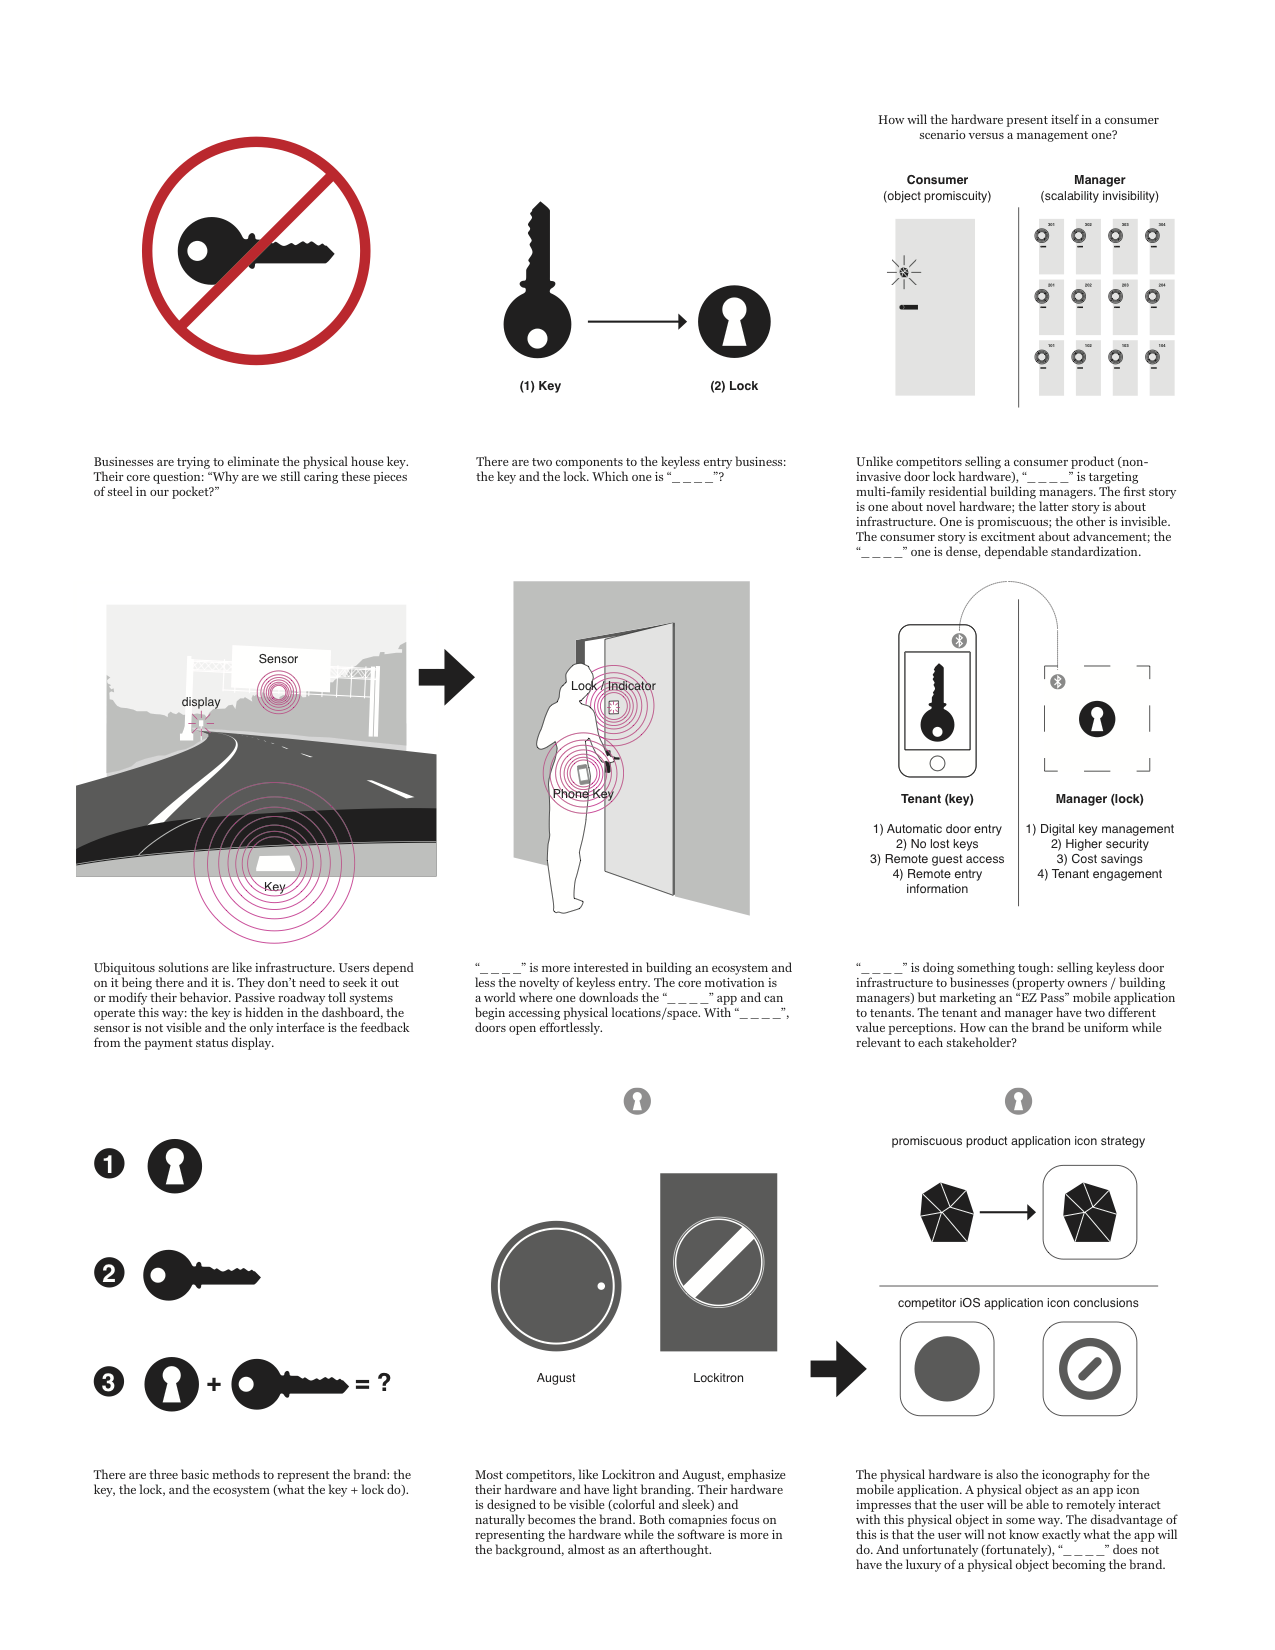 How will the hardware present itself in a consumer
scenario versus a management one?
Consumer
(object promiscuity)
Manager
(scalability invisibility)
301 302 303 304
201 202 203 204
101 102 103 104
(1) Key
(2) Lock
Businesses are trying to eliminate the physical house key.
Their core question: “Why are we still caring these pieces
of steel in our pocket?”
There are two components to the keyless entry business:
the key and the lock. Which one is “_ _ _ _”?
Unlike competitors selling a consumer product (non-
invasive door lock hardware), “_ _ _ _” is targeting
multi-family residential building managers. The first story
is one about novel hardware; the latter story is about
infrastructure. One is promiscuous; the other is invisible.
The consumer story is excitment about advancement; the
“_ _ _ _” one is dense, dependable standardization.
Sensor
display
Key
Lock / Indicator
Phone Key
Tenant (key)
1) Automatic door entry
2) No lost keys
3) Remote guest access
4) Remote entry
information
Manager (lock)
1) Digital key management
2) Higher security
3) Cost savings
4) Tenant engagement
Ubiquitous solutions are like infrastructure. Users depend
on it being there and it is. They don’t need to seek it out
or modify their behavior. Passive roadway toll systems
operate this way: the key is hidden in the dashboard, the
sensor is not visible and the only interface is the feedback
from the payment status display.
“_ _ _ _” is more interested in building an ecosystem and
less the novelty of keyless entry. The core motivation is
a world where one downloads the “_ _ _ _” app and can
begin accessing physical locations/space. With “_ _ _ _”,
doors open effortlessly.
“_ _ _ _” is doing something tough: selling keyless door
infrastructure to businesses (property owners / building
managers) but marketing an “EZ Pass” mobile application
to tenants. The tenant and manager have two different
value perceptions. How can the brand be uniform while
relevant to each stakeholder?
1
2
3 + = ?
August
Lockitron
promiscuous product application icon strategy
competitor iOS application icon conclusions
There are three basic methods to represent the brand: the
key, the lock, and the ecosystem (what the key + lock do).
Most competitors, like Lockitron and August, emphasize
their hardware and have light branding. Their hardware
is designed to be visible (colorful and sleek) and
naturally becomes the brand. Both comapnies focus on
representing the hardware while the software is more in
the background, almost as an afterthought.
The physical hardware is also the iconography for the
mobile application. A physical object as an app icon
impresses that the user will be able to remotely interact
with this physical object in some way. The disadvantage of
this is that the user will not know exactly what the app will
do. And unfortunately (fortunately), “_ _ _ _” does not
have the luxury of a physical object becoming the brand.